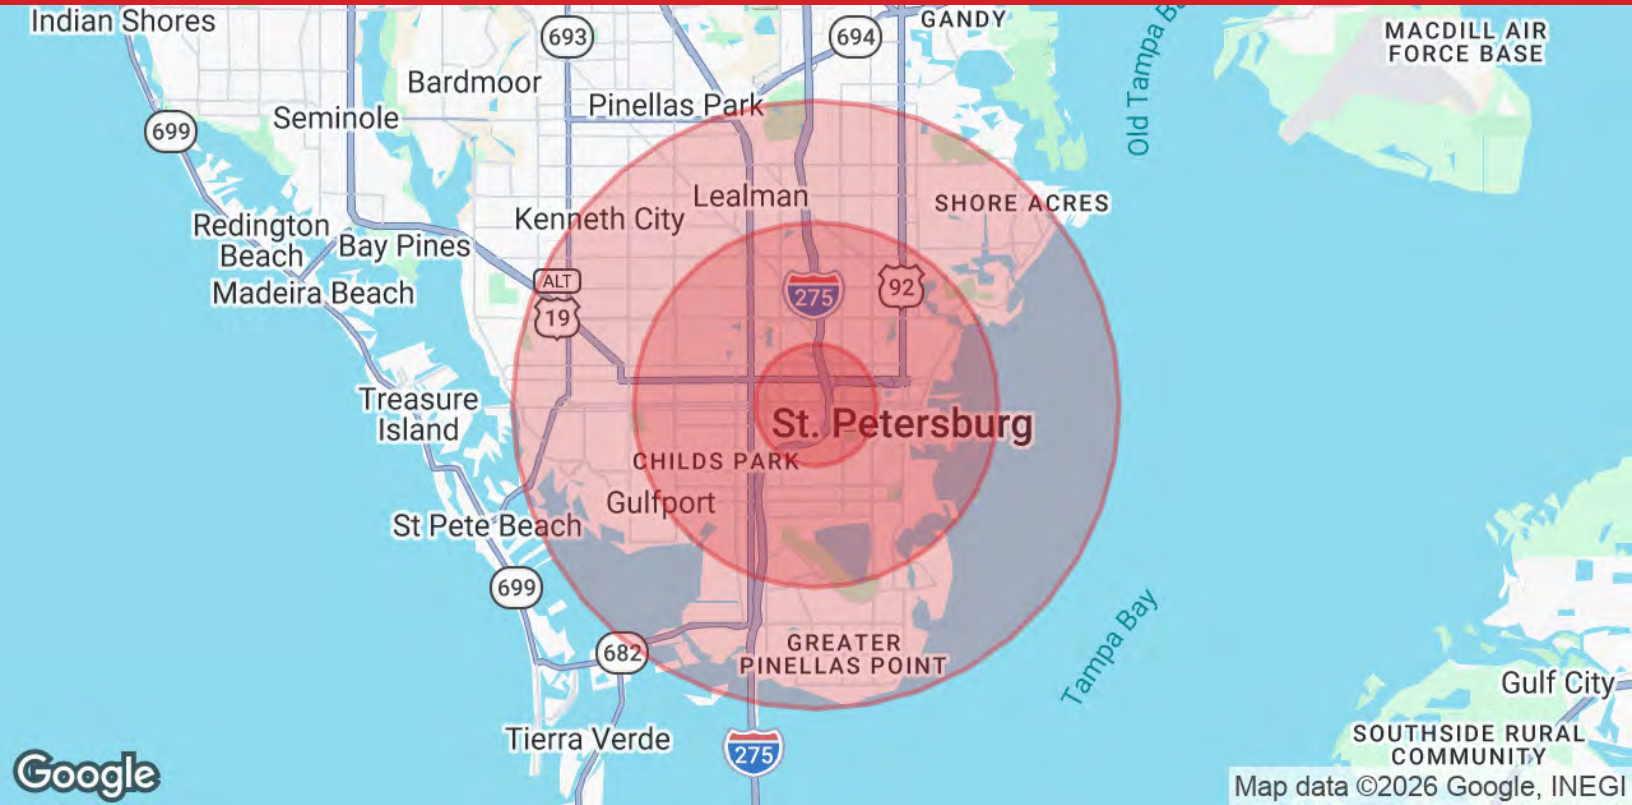 Indian Shores
693
694
GANDY
MACDILL AIR
FORCE BASE
Bardmoor
Pinellas Park
Old Tampa Ba
699
Seminole
Lealman
SHORE ACRES
Kenneth City
Redington
Beach
Bay Pines
ALT
19
275
92
Madeira Beach
Treasure
Island
St. Petersburg
CHILDS PARK
Gulfport
St Pete Beach
699
Tampa Bay
682
GREATER
PINELLAS POINT
Gulf City
Tierra Verde
275
SOUTHSIDE RURAL
COMMUNITY
Google
Map data ©2026 Google, INEGI